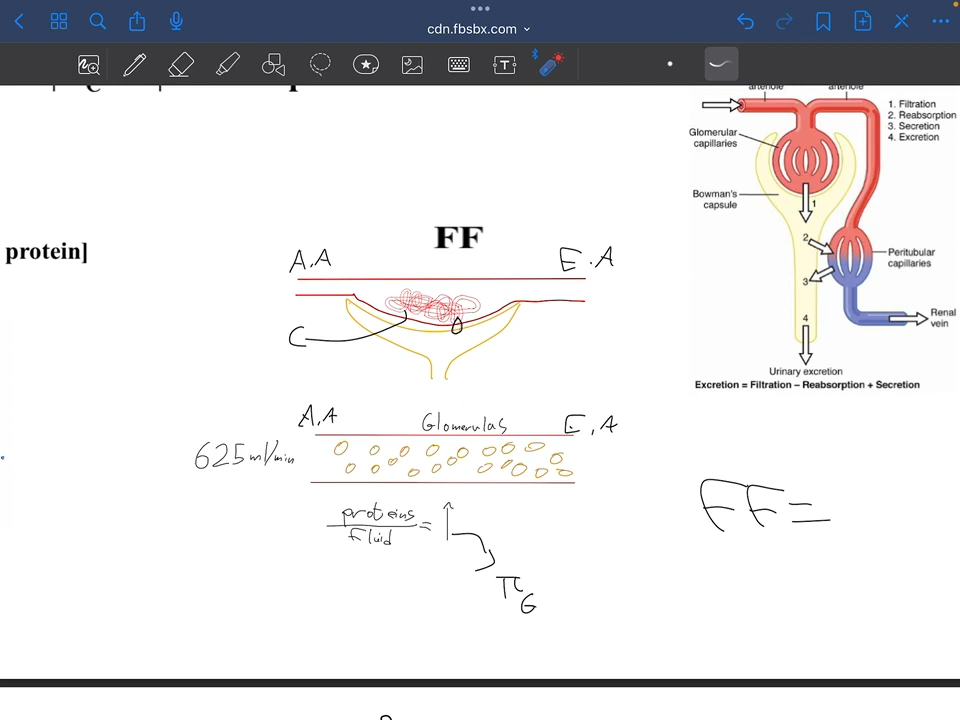 cdn.fbsbx.com
T
arteriole arteriole
1. Filtration
2. Reabsorption
3. Secretion
4. Excretion
Glomerular
capillaries
Bowman's
capsule
1
2
3
4
Peritubular
capillaries
Renal
vein
Urinary excretion
Excretion = Filtration – Reabsorption + Secretion
protein]
FF
A.A
E.A
C
A.A
Glomerulas
E.A
625 ml/min
proteins
fluid
= ↑
π
G
FF=